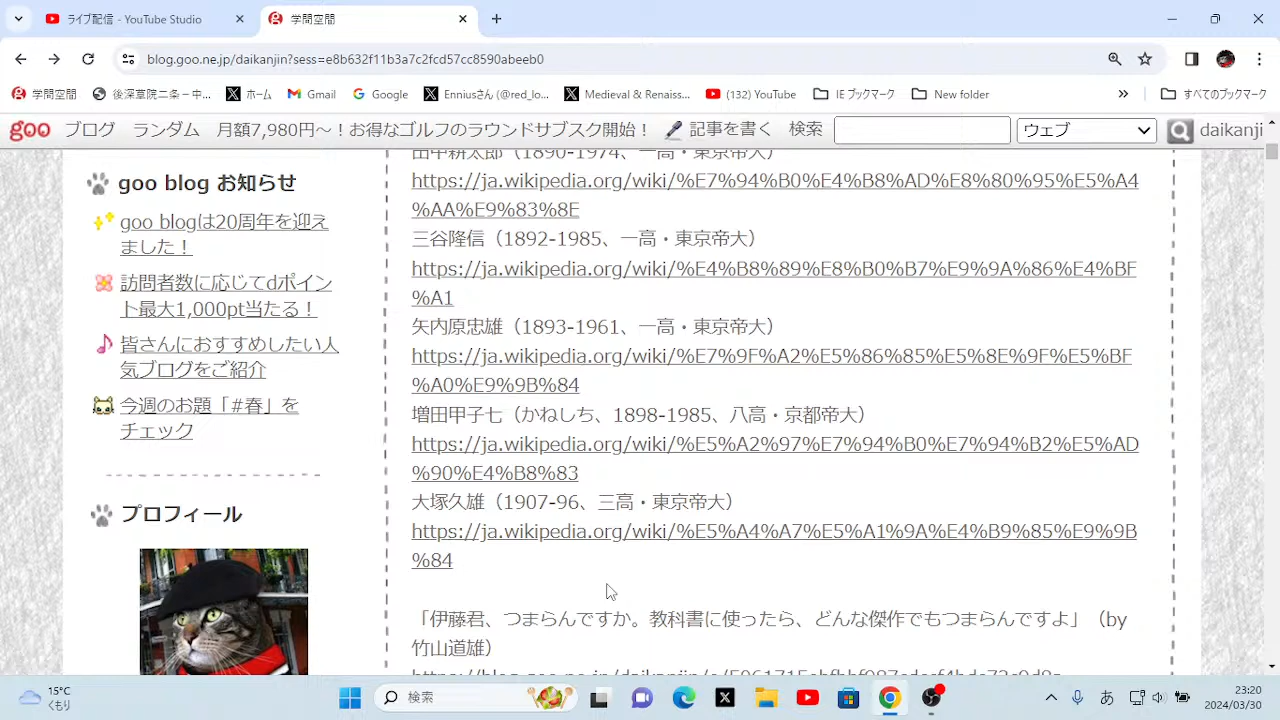 ライブ配信 - YouTube Studio
学問空間
blog.goo.ne.jp/daikanjin?sess=e8b632f11b3a7c2fcd57cc8590abeeb0
学問空間
後深草院二条－中...
ホーム
Gmail
Google
Enniusさん (@red_lo...
Medieval & Renaiss...
(132) YouTube
IEブックマーク
New folder
»
すべてのブックマーク
goo
ブログ
ランダム
月額7,980円～！お得なゴルフのラウンドサブスク開始！
記事を書く
検索
ウェブ
daikanji
goo blog お知らせ
goo blogは20周年を迎え
ました！
訪問者数に応じてdポイン
ト最大1,000pt当たる！
皆さんにおすすめしたい人
気ブログをご紹介
今週のお題「#春」を
チェック
プロフィール
田中耕太郎（1890-1974、一高・東京帝大）
https://ja.wikipedia.org/wiki/%E7%94%B0%E4%B8%AD%E8%80%95%E5%A4
%AA%E9%83%8E
三谷隆信（1892-1985、一高・東京帝大）
https://ja.wikipedia.org/wiki/%E4%B8%89%E8%B0%B7%E9%9A%86%E4%BF
%A1
矢内原忠雄（1893-1961、一高・東京帝大）
https://ja.wikipedia.org/wiki/%E7%9F%A2%E5%86%85%E5%8E%9F%E5%BF
%A0%E9%9B%84
増田甲子七（かねしち、1898-1985、八高・京都帝大）
https://ja.wikipedia.org/wiki/%E5%A2%97%E7%94%B0%E7%94%B2%E5%AD
%90%E4%B8%83
大塚久雄（1907-96、三高・東京帝大）
https://ja.wikipedia.org/wiki/%E5%A4%A7%E5%A1%9A%E4%B9%85%E9%9B
%84
「伊藤君、つまらんですか。教科書に使ったら、どんな傑作でもつまらんですよ」（by
竹山道雄）
15°C
くもり
検索
あ
23:20
2024/03/30